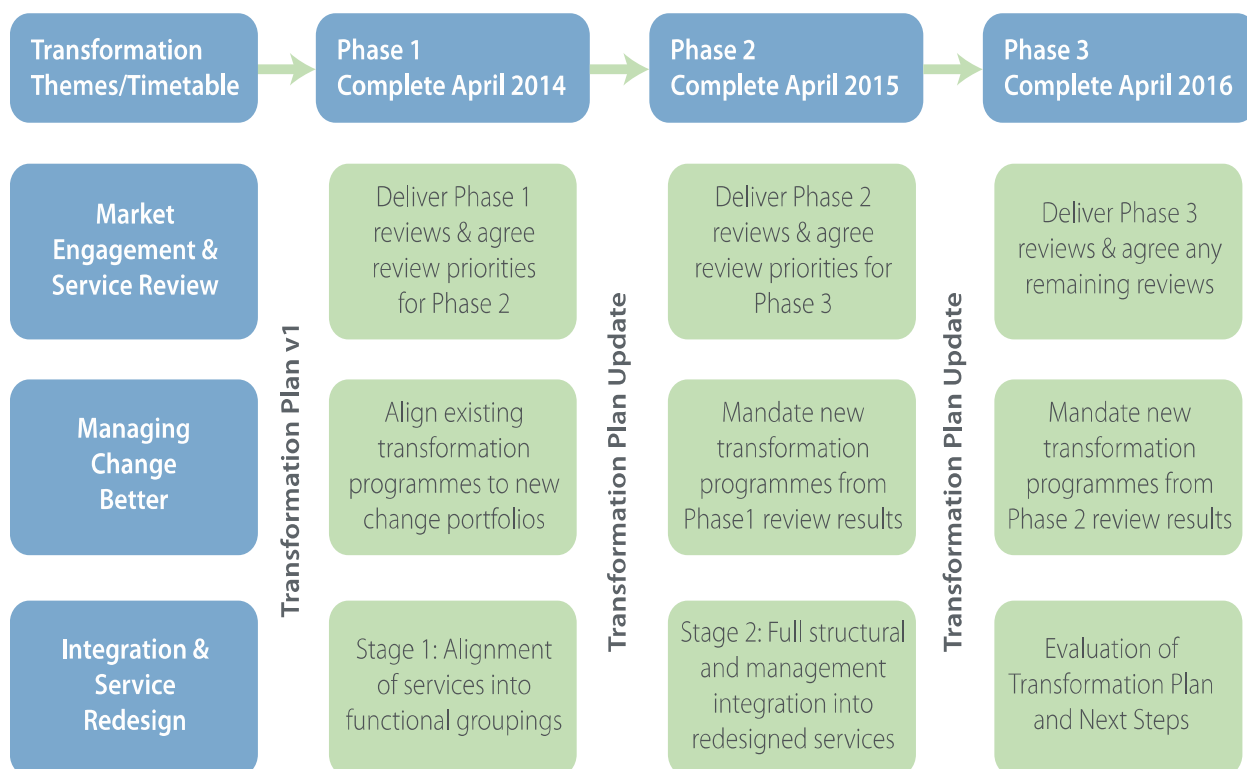 Transformation
Themes/Timetable
Phase 1
Complete April 2014
Phase 2
Complete April 2015
Phase 3
Complete April 2016
Market
Engagement &
Service Review
Transformation Plan v1
Deliver Phase 1
reviews & agree
review priorities
for Phase 2
Transformation Plan Update
Deliver Phase 2
reviews & agree
review priorities for
Phase 3
Transformation Plan Update
Deliver Phase 3
reviews & agree any
remaining reviews
Managing
Change
Better
Align existing
transformation
programmes to new
change portfolios
Mandate new
transformation
programmes from
Phase1 review results
Mandate new
transformation
programmes from
Phase 2 review results
Integration &
Service
Redesign
Stage 1: Alignment
of services into
functional groupings
Stage 2: Full structural
and management
integration into
redesigned services
Evaluation of
Transformation Plan
and Next Steps